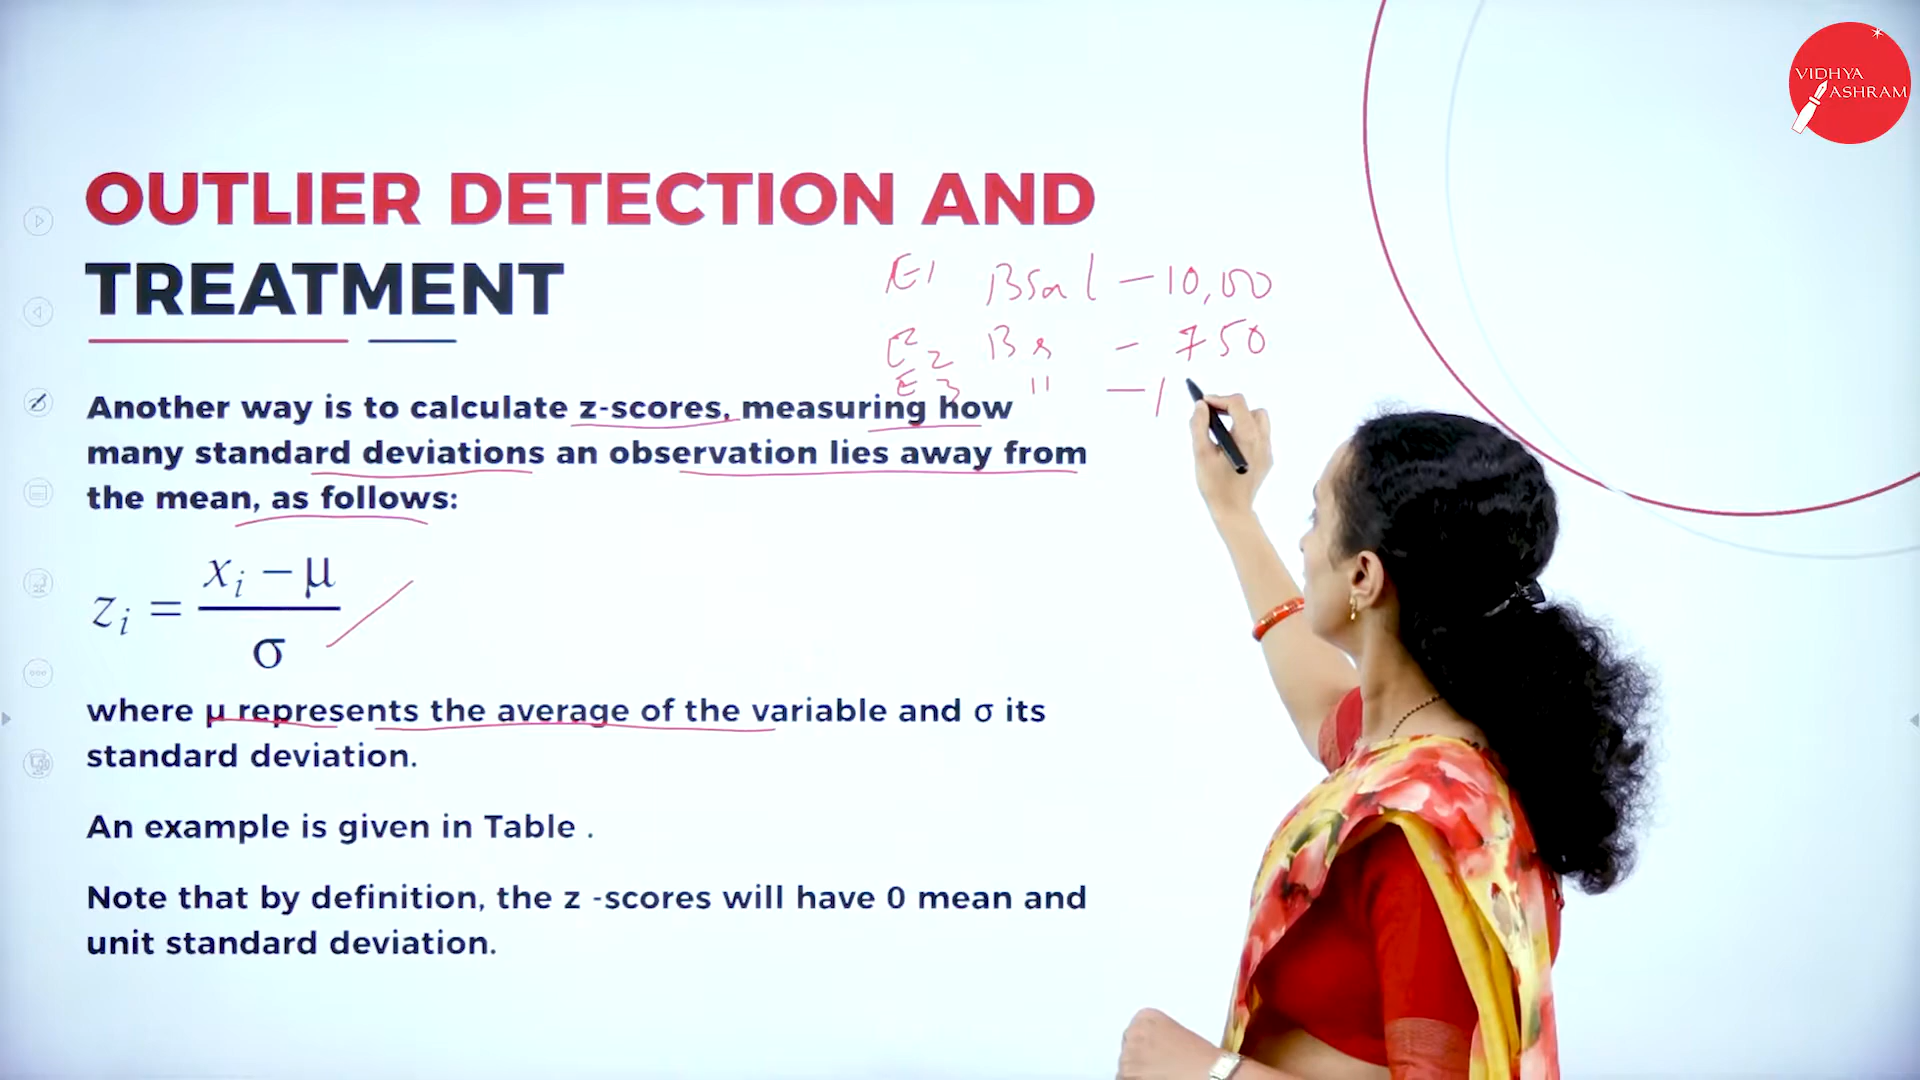 VIDHYA
ASHRAM
OUTLIER DETECTION AND
TREATMENT
E1 BSal - 10,000
E2 Bs - 750
E3 " - 1
Another way is to calculate z-scores, measuring how
many standard deviations an observation lies away from
the mean, as follows:
zᵢ = (xᵢ − µ) / σ
where µ represents the average of the variable and σ its
standard deviation.
An example is given in Table .
Note that by definition, the z -scores will have 0 mean and
unit standard deviation.